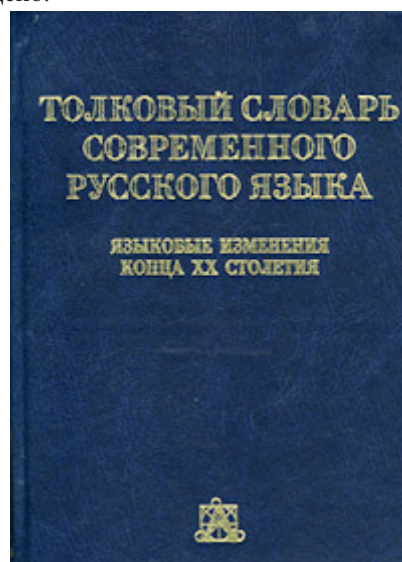 ТОЛКОВЫЙ СЛОВАРЬ
СОВРЕМЕННОГО
РУССКОГО ЯЗЫКА
ЯЗЫКОВЫЕ ИЗМЕНЕНИЯ
КОНЦА XX СТОЛЕТИЯ